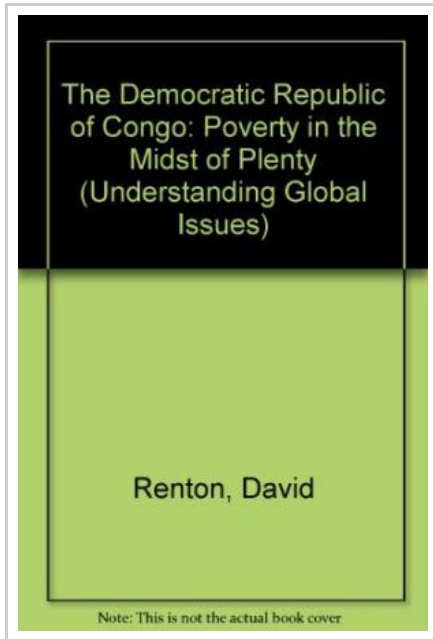 The Democratic Republic
of Congo: Poverty in the
Midst of Plenty
(Understanding Global
Issues)
Renton, David
Note: This is not the actual book cover